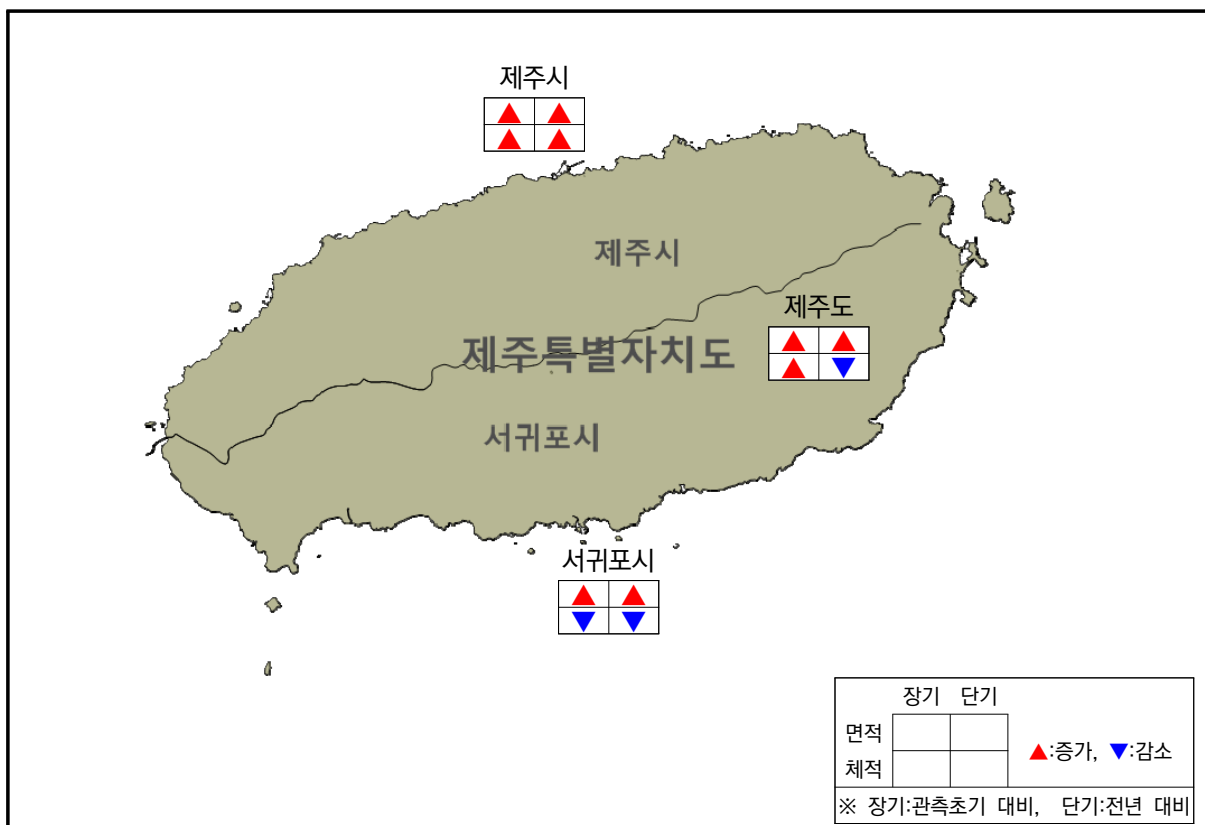 제주시
제주시
제주도
제주특별자치도
서귀포시
서귀포시
장기 단기
면적
▲:증가, ▼:감소
체적
※ 장기:관측초기 대비, 단기:전년 대비